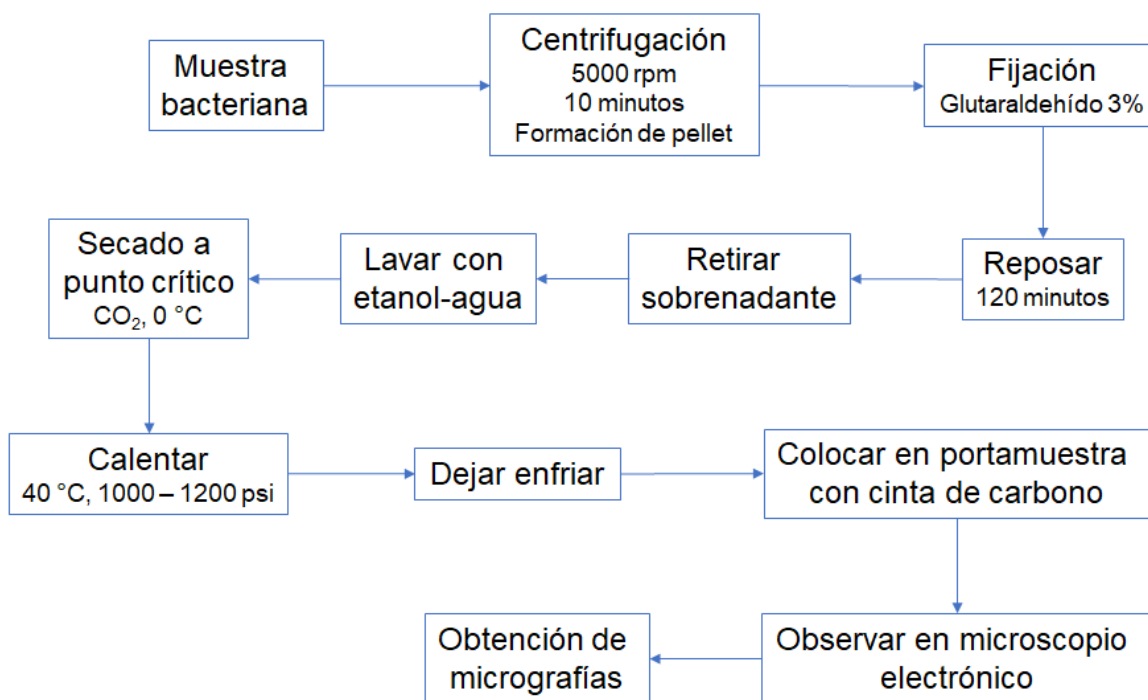 Muestra
bacteriana
Centrifugación
5000 rpm
10 minutos
Formación de pellet
Fijación
Glutaraldehído 3%
Reposar
120 minutos
Retirar
sobrenadante
Lavar con
etanol-agua
Secado a
punto crítico
CO₂, 0 °C
Calentar
40 °C, 1000 – 1200 psi
Dejar enfriar
Colocar en portamuestra
con cinta de carbono
Observar en microscopio
electrónico
Obtención de
micrografías